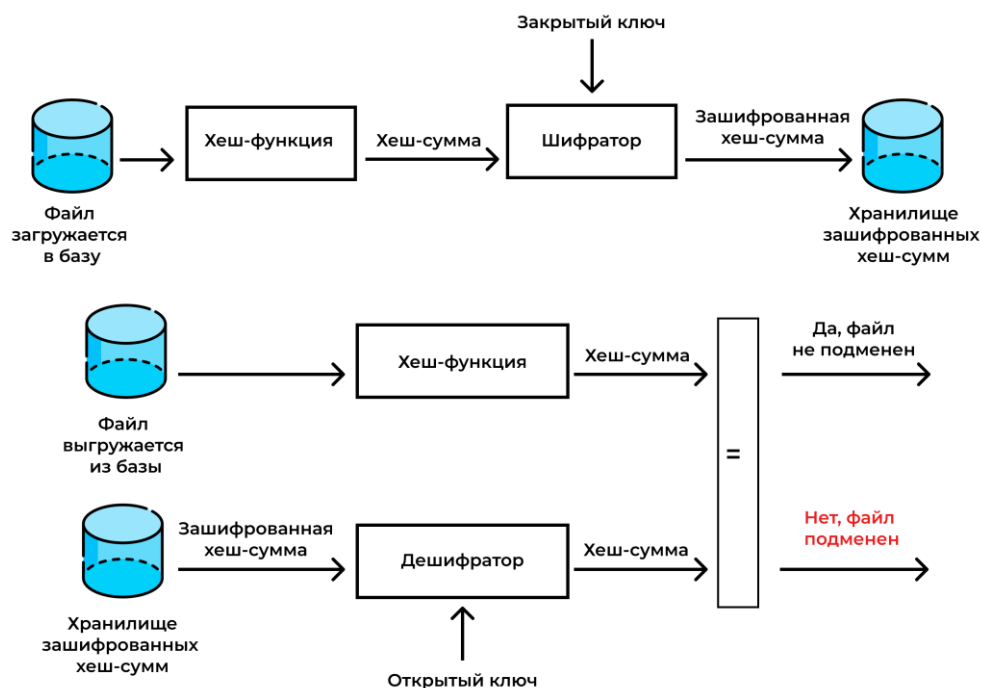 Закрытый ключ
Хеш-функция
Хеш-сумма
Шифратор
Зашифрованная
хеш-сумма
Файл
загружается
в базу
Хранилище
зашифрованных
хеш-сумм
Хеш-функция
Хеш-сумма
Да, файл
не подменен
Файл
выгружается
из базы
=
Зашифрованная
хеш-сумма
Дешифратор
Хеш-сумма
Нет, файл
подменен
Хранилище
зашифрованных
хеш-сумм
Открытый ключ